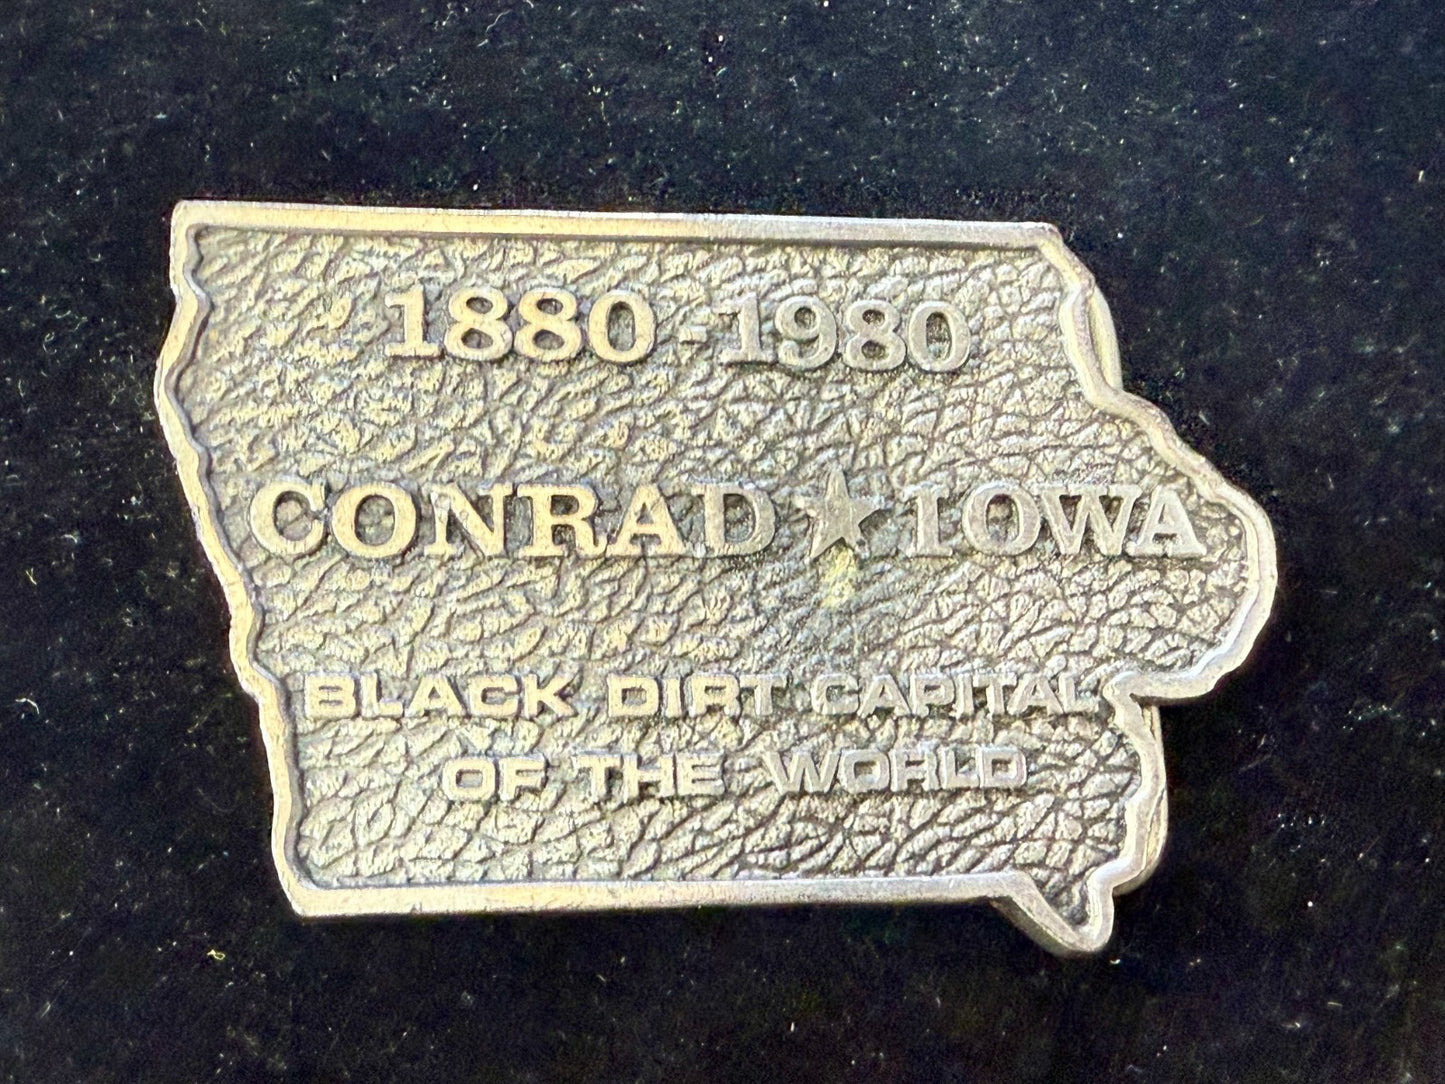 1880-1980
CONRAD ★ IOWA
BLACK DIRT CAPITAL
OF THE WORLD